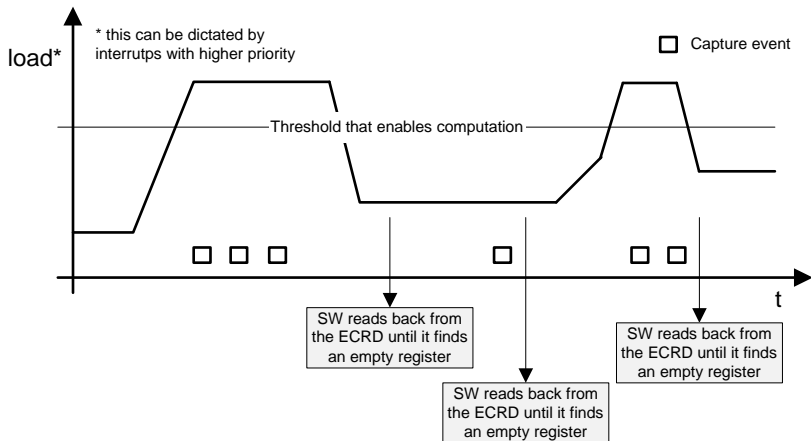 * this can be dictated by
interrutps with higher priority
load*
Capture event
Threshold that enables computation
t
SW reads back from
the ECRD until it finds
an empty register
SW reads back from
the ECRD until it finds
an empty register
SW reads back from
the ECRD until it finds
an empty register